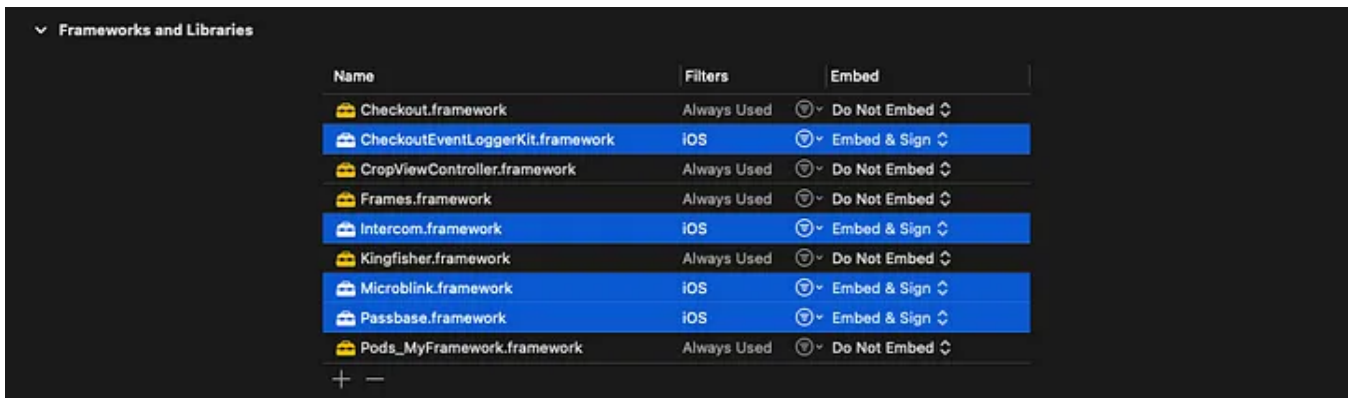 Frameworks and Libraries
Name Filters Embed
Checkout.framework Always Used Do Not Embed
CheckoutEventLoggerKit.framework iOS Embed & Sign
CropViewController.framework Always Used Do Not Embed
Frames.framework Always Used Do Not Embed
Intercom.framework iOS Embed & Sign
Kingfisher.framework Always Used Do Not Embed
Microblink.framework iOS Embed & Sign
Passbase.framework iOS Embed & Sign
Pods_MyFramework.framework Always Used Do Not Embed